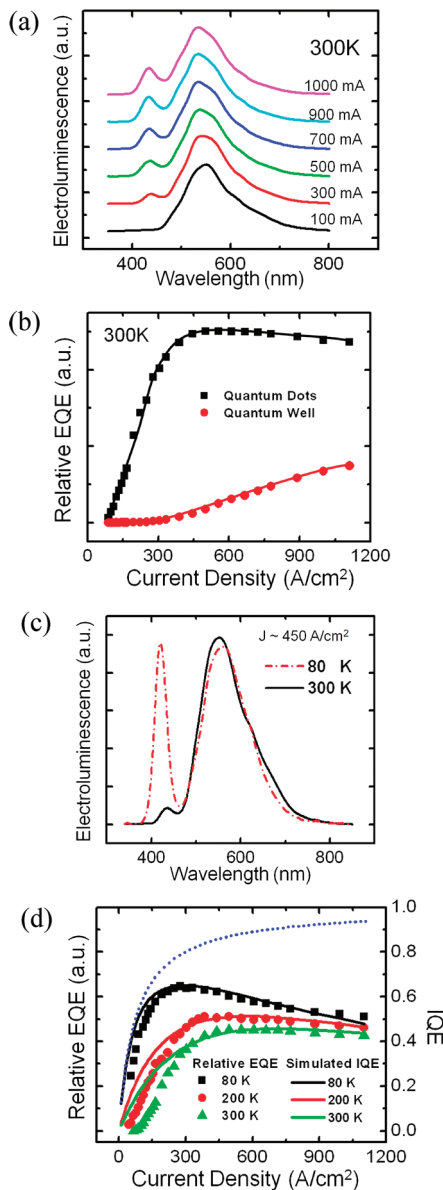 (a)
Electroluminescence (a.u.)
300K
1000 mA
900 mA
700 mA
500 mA
300 mA
100 mA
400 600 800
Wavelength (nm)
(b)
Relative EQE (a.u.)
300K
Quantum Dots
Quantum Well
0 300 600 900 1200
Current Density (A/cm²)
(c)
Electroluminescence (a.u.)
J ~ 450 A/cm²
80 K
300 K
400 600 800
Wavelength (nm)
(d)
Relative EQE (a.u.)
1.0
0.8
0.6
0.4
0.2
0.0
IQE
Relative EQE Simulated IQE
80 K 80 K
200 K 200 K
300 K 300 K
0 300 600 900 1200
Current Density (A/cm²)